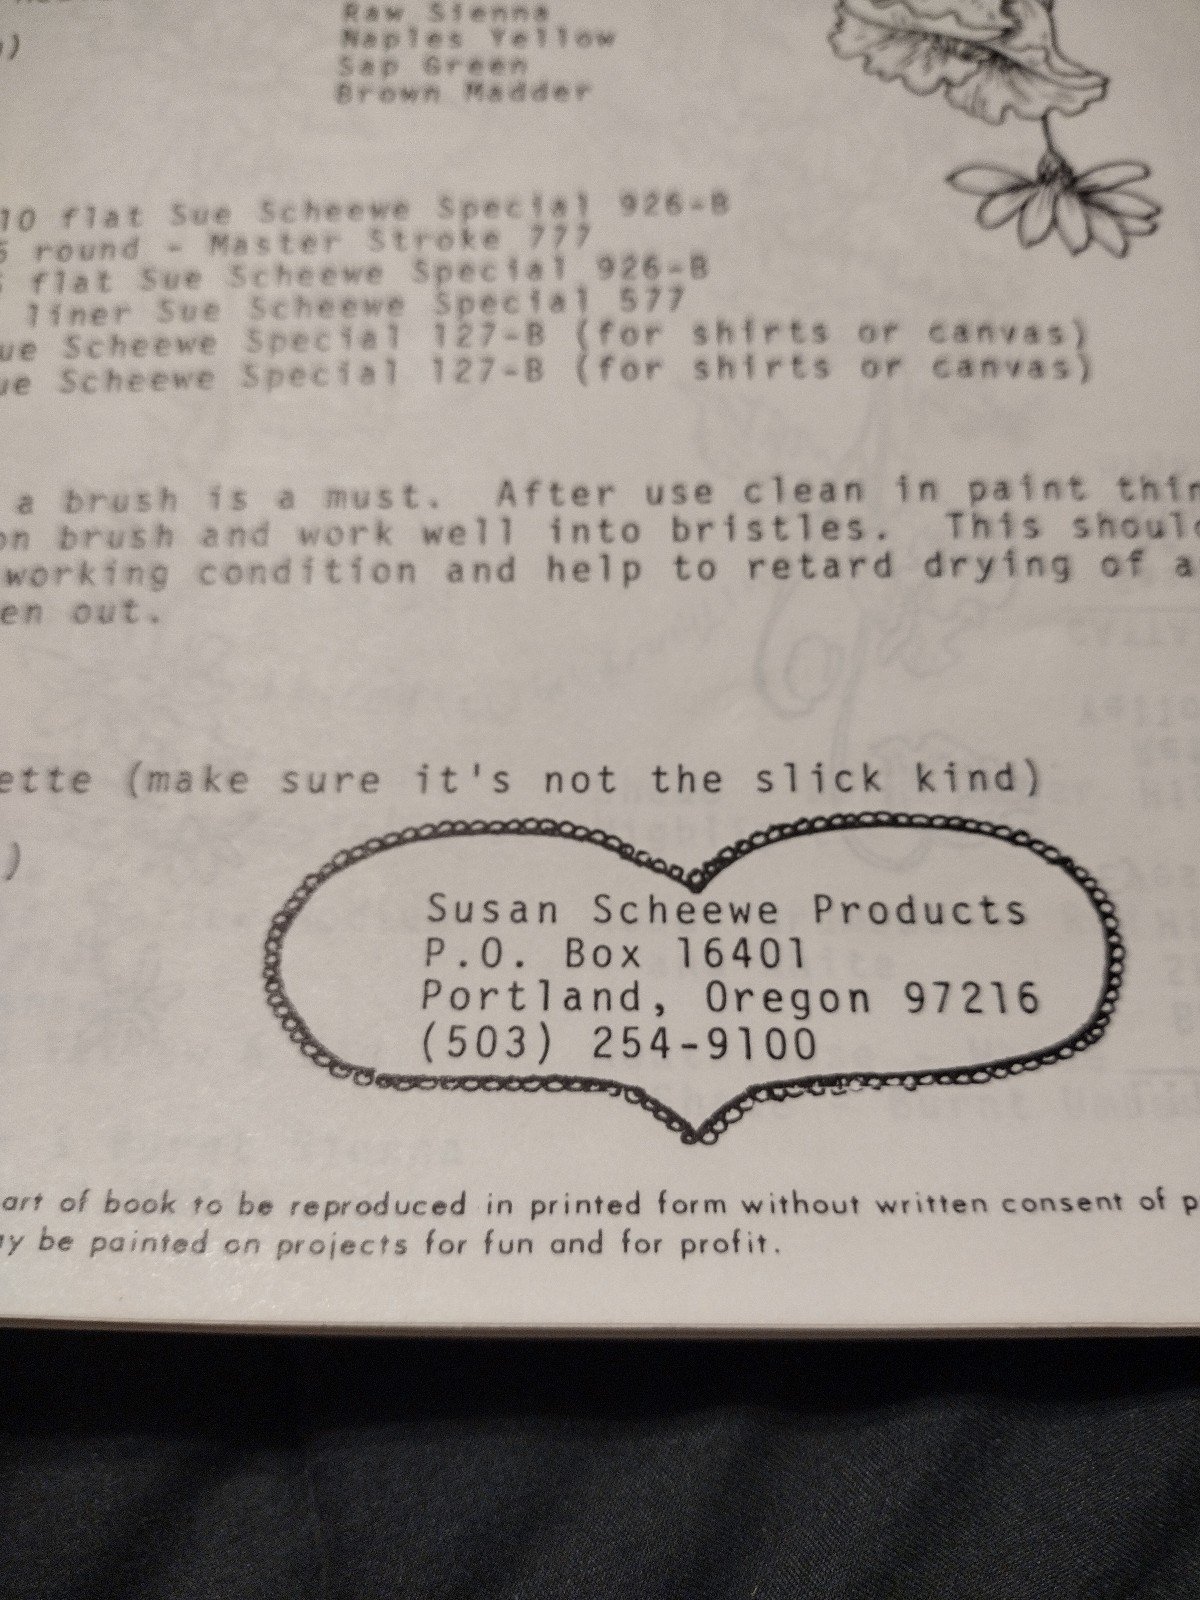 Raw Sienna
Naples Yellow
Sap Green
Brown Madder
10 flat Sue Scheewe Special 926-B
round - Master Stroke 777
flat Sue Scheewe Special 926-B
liner Sue Scheewe Special 577
ue Scheewe Special 127-B (for shirts or canvas)
ue Scheewe Special 127-B (for shirts or canvas)
a brush is a must. After use clean in paint thin
on brush and work well into bristles. This should
working condition and help to retard drying of a
en out.
ette (make sure it's not the slick kind)
)
Susan Scheewe Products
P.O. Box 16401
Portland, Oregon 97216
(503) 254-9100
art of book to be reproduced in printed form without written consent of p
y be painted on projects for fun and for profit.